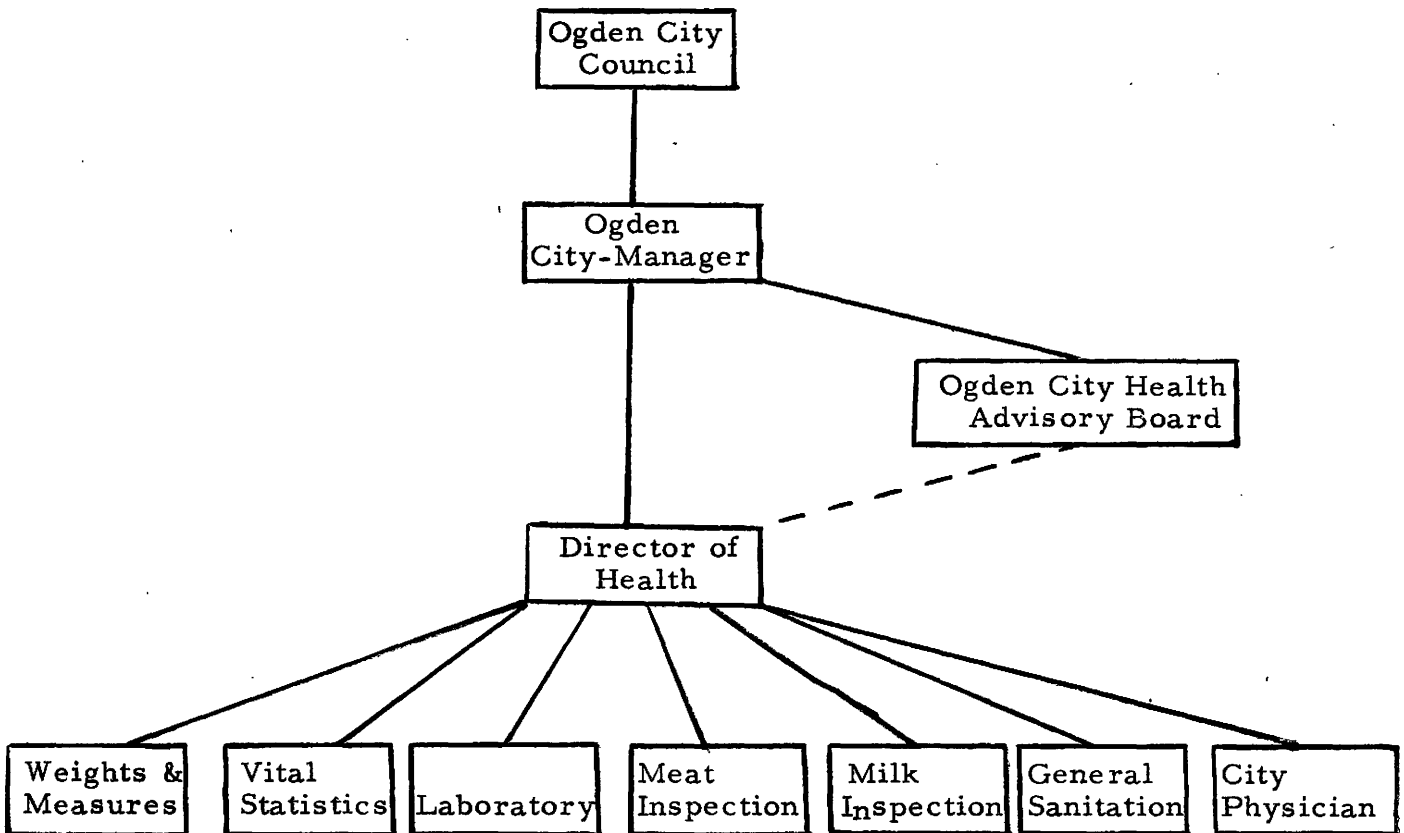 Ogden City
Council
Ogden
City-Manager
Ogden City Health
Advisory Board
Director of
Health
Weights &
Measures
Vital
Statistics
Laboratory
Meat
Inspection
Milk
Inspection
General
Sanitation
City
Physician